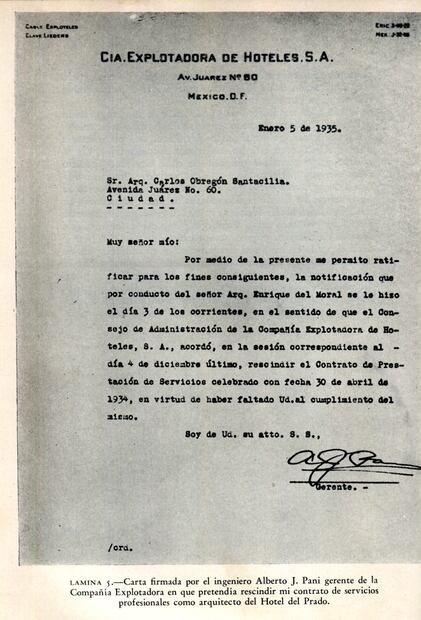 CABLE EXPLOTELES
CLAVE LIEBERS
ERIC.
MEX.
CIA. EXPLOTADORA DE HOTELES. S. A.
AV. JUAREZ Nº 60
MEXICO. D. F.
Enero 5 de 1935.
Sr. Arq. Carlos Obregón Santacilia.
Avenida Juárez No. 60.
C i u d a d .
- - - - - - -
Muy señor mío:
Por medio de la presente me permito rati-
ficar para los fines consiguientes, la notificación que
por conducto del señor Arq. Enrique del Moral se le hizo
el día 3 de los corrientes, en el sentido de que el Con-
sejo de Administración de la Compañía Explotadora de Ho-
teles, S. A., acordó, en la sesión correspondiente al -
día 4 de diciembre último, rescindir el Contrato de Pres-
tación de Servicios celebrado con fecha 30 de abril de
1934, en virtud de haber faltado Ud.al cumplimiento del
mismo.
Soy de Ud. su atto. S. S.,
A J Pani
Gerente. -
/crd.
LAMINA 5.—Carta firmada por el ingeniero Alberto J. Pani gerente de la
Compañía Explotadora en que pretendía rescindir mi contrato de servicios
profesionales como arquitecto del Hotel del Prado.